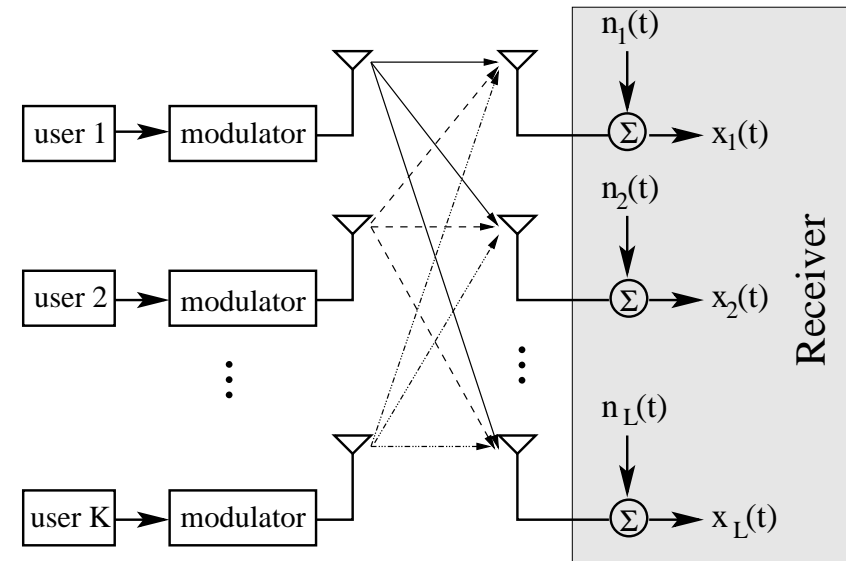 n1(t)
user 1 modulator Σ x1(t)
n2(t)
user 2 modulator Σ x2(t)
Receiver
nL(t)
user K modulator Σ xL(t)